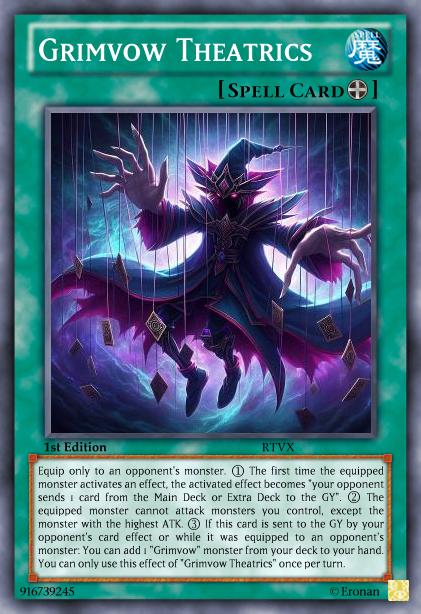 GRIMVOW THEATRICS
SPELL
魔
[SPELL CARD]
1st Edition
RTVX
Equip only to an opponent's monster. ① The first time the equipped
monster activates an effect, the activated effect becomes "your opponent
sends 1 card from the Main Deck or Extra Deck to the GY". ② The
equipped monster cannot attack monsters you control, except the
monster with the highest ATK. ③ If this card is sent to the GY by your
opponent's card effect or while it was equipped to an opponent's
monster: You can add 1 "Grimvow" monster from your deck to your hand.
You can only use this effect of "Grimvow Theatrics" once per turn.
916739245
©Eronan